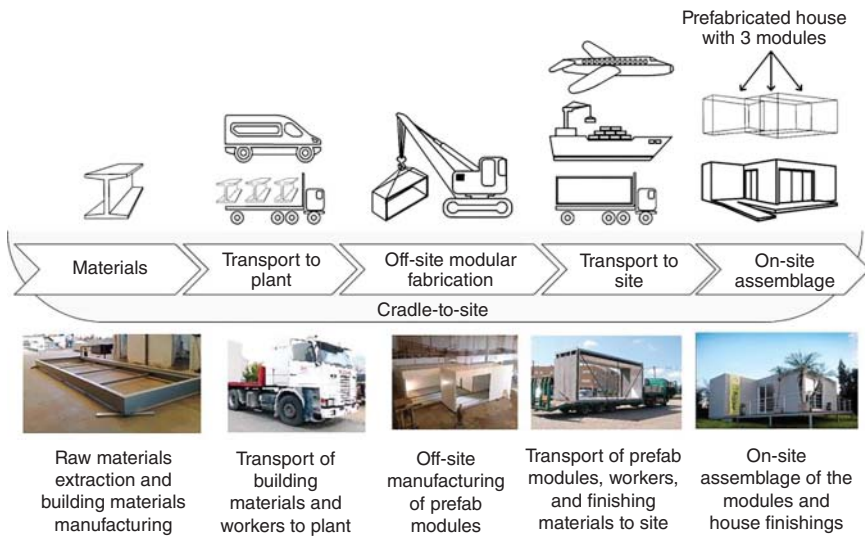 Prefabricated house
with 3 modules
Materials
Transport to
plant
Off-site modular
fabrication
Transport to
site
On-site
assemblage
Cradle-to-site
Raw materials
extraction and
building materials
manufacturing
Transport of
building
materials and
workers to plant
Off-site
manufacturing
of prefab
modules
Transport of prefab
modules, workers,
and finishing
materials to site
On-site
assemblage of the
modules and
house finishings